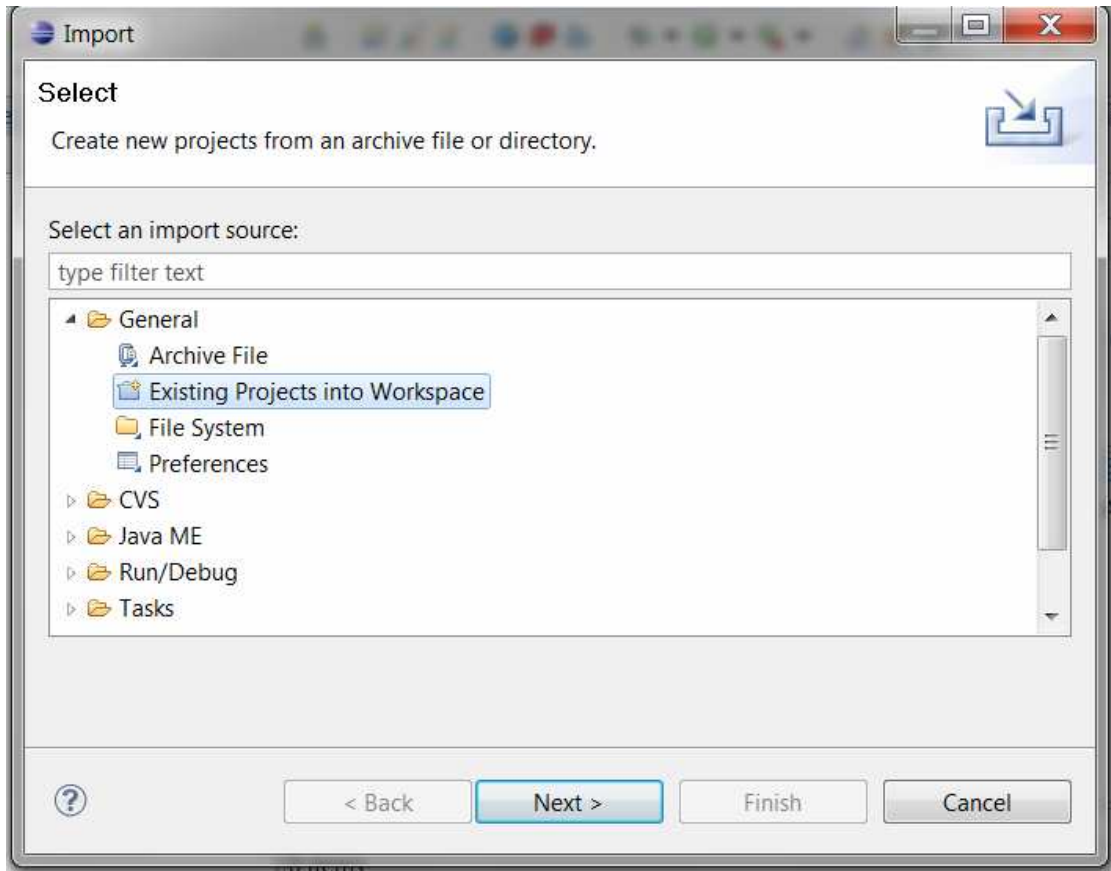 Import
Select
Create new projects from an archive file or directory.
Select an import source:
type filter text
General
Archive File
Existing Projects into Workspace
File System
Preferences
CVS
Java ME
Run/Debug
Tasks
?
< Back Next > Finish Cancel